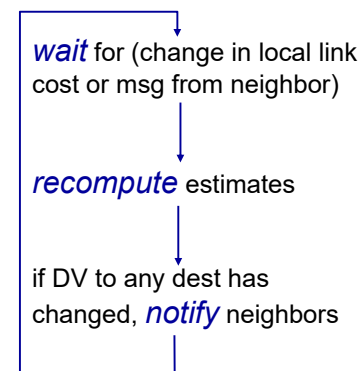 wait for (change in local link
cost or msg from neighbor)
recompute estimates
if DV to any dest has
changed, notify neighbors